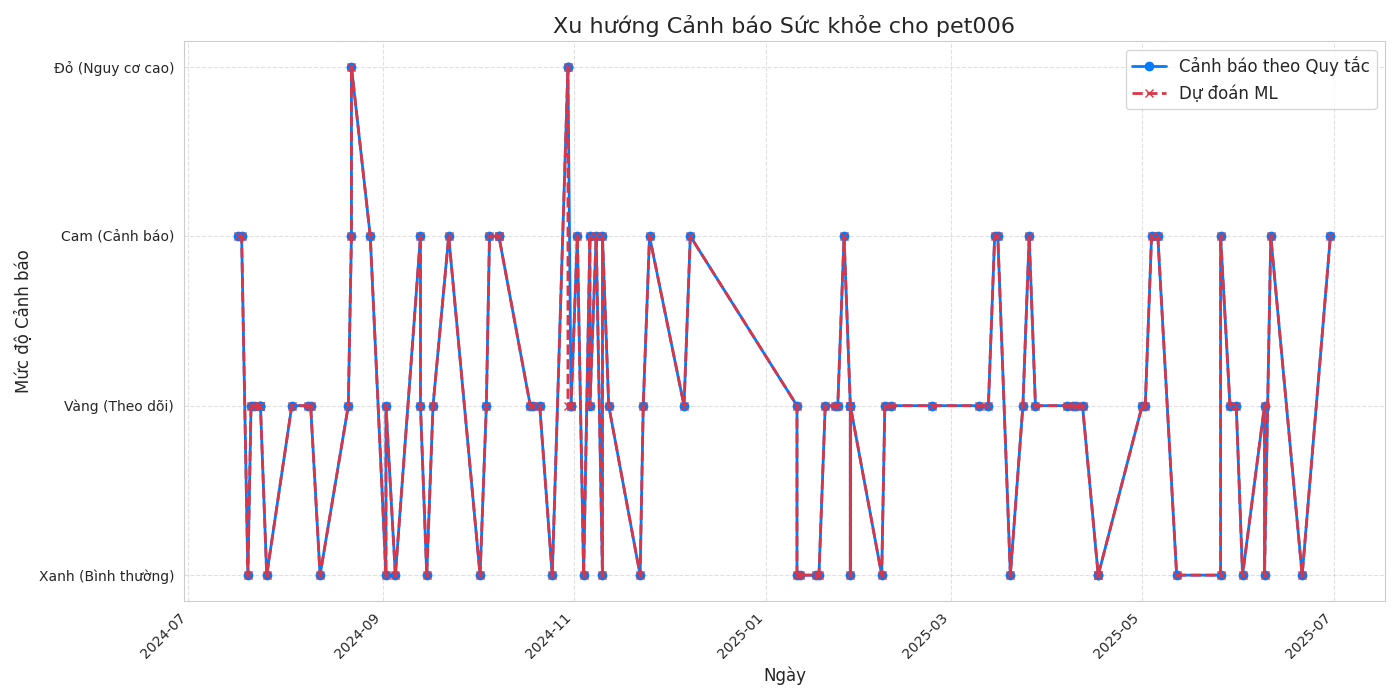 Xu hướng Cảnh báo Sức khỏe cho pet006
Cảnh báo theo Quy tắc
Dự đoán ML
Mức độ Cảnh báo
Đỏ (Nguy cơ cao)
Cam (Cảnh báo)
Vàng (Theo dõi)
Xanh (Bình thường)
2024-07
2024-09
2024-11
2025-01
2025-03
2025-05
2025-07
Ngày